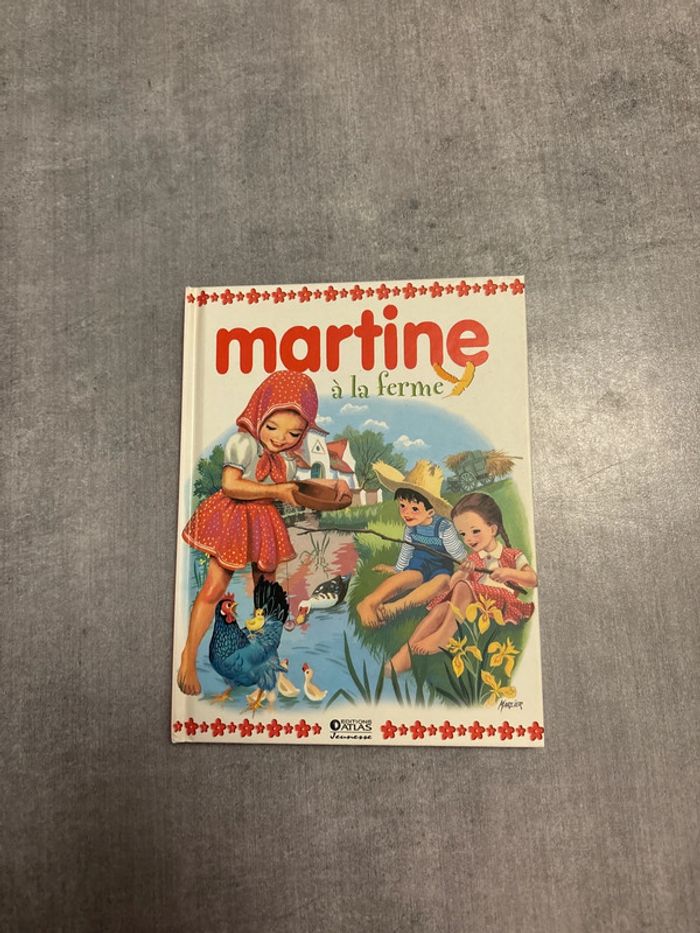 martine
à la ferme
MARLIER
EDITIONS
ATLAS
Jeunesse